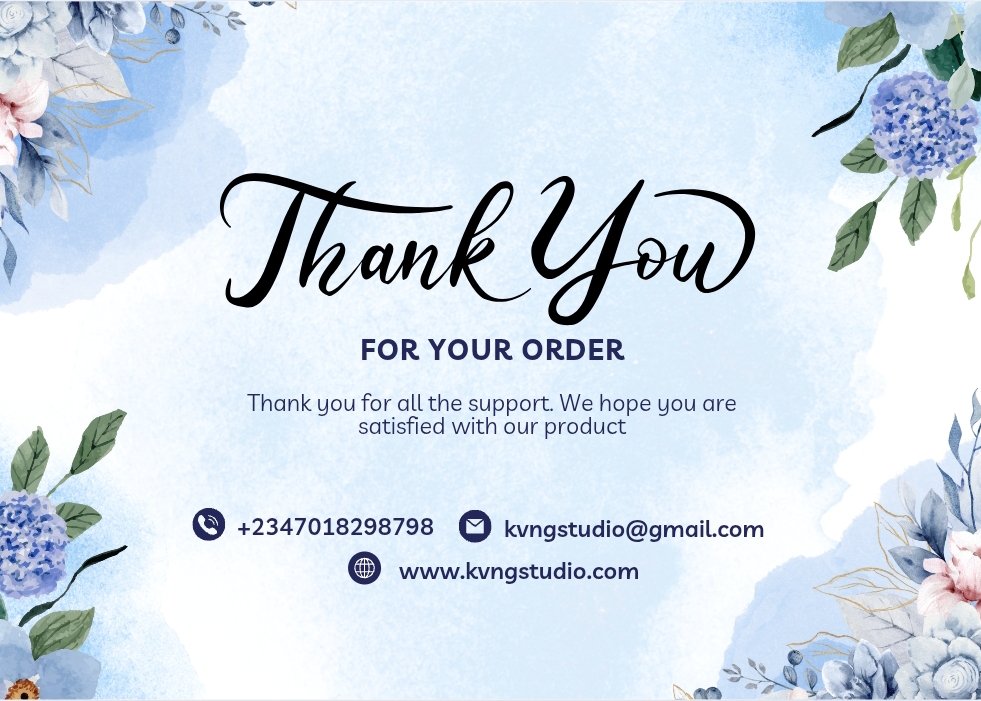 Thank You
FOR YOUR ORDER
Thank you for all the support. We hope you are
satisfied with our product
+2347018298798 kvngstudio@gmail.com
www.kvngstudio.com